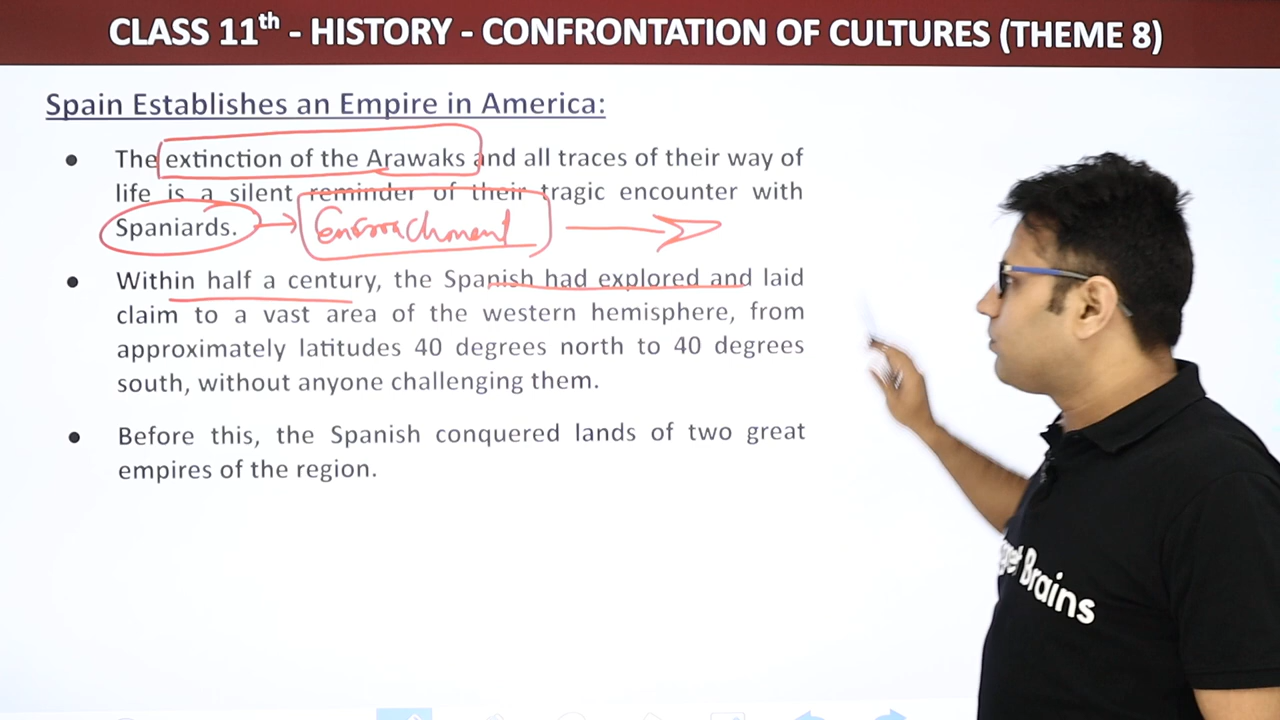 CLASS 11th - HISTORY - CONFRONTATION OF CULTURES (THEME 8)
Spain Establishes an Empire in America:
• The extinction of the Arawaks and all traces of their way of
life is a silent reminder of their tragic encounter with
Spaniards. → Encroachment
• Within half a century, the Spanish had explored and laid
claim to a vast area of the western hemisphere, from
approximately latitudes 40 degrees north to 40 degrees
south, without anyone challenging them.
• Before this, the Spanish conquered lands of two great
empires of the region.
Brains